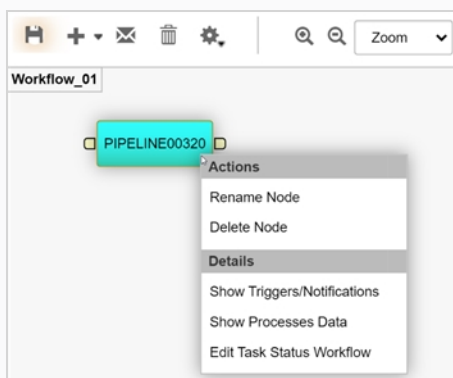 Zoom
Workflow_01
PIPELINE00320
Actions
Rename Node
Delete Node
Details
Show Triggers/Notifications
Show Processes Data
Edit Task Status Workflow